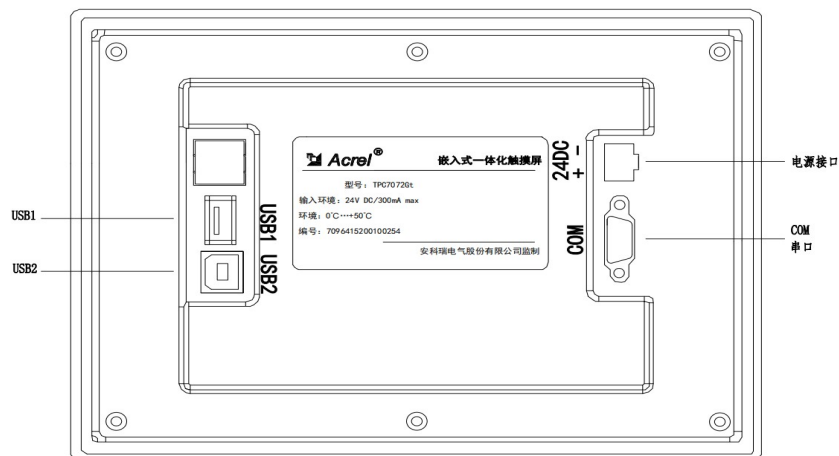 Acrel® 嵌入式一体化触摸屏
型号: TPC7072Gt
输入环境: 24V DC/300mA max
环境: 0℃···+50℃
编号: 7096415200100254
安科瑞电气股份有限公司监制
USB1
USB2
USB1 USB2
24DC
- +
COM
电源接口
COM
串口